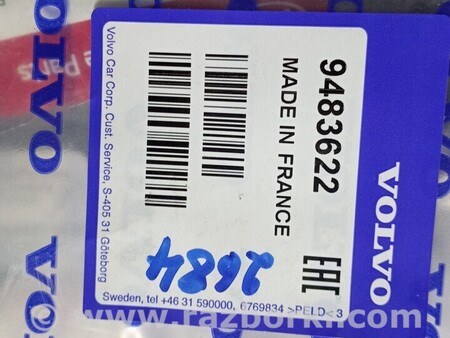 VOLVO
9483622
MADE IN FRANCE
EAC
Volvo Car Corp. Cust. Service, S-405 31 Göteborg
Sweden, tel +46 31 590000, 6769834 >PELD< 3
2684
e Parts
VOLVO
www.razborki.com